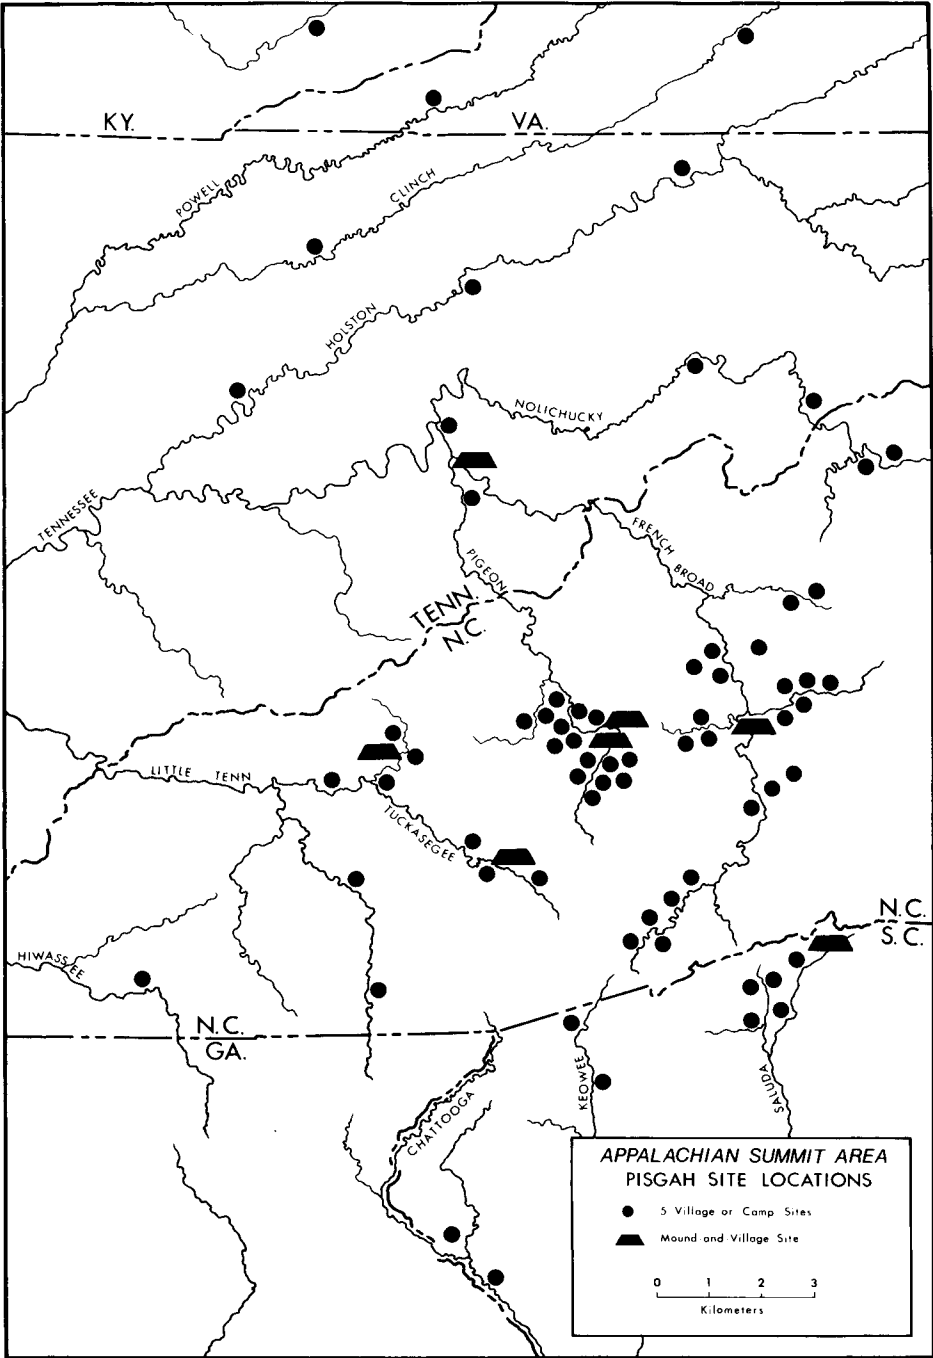 KY.
VA.
POWELL
CLINCH
HOLSTON
NOLICHUCKY
TENNESSEE
FRENCH
BROAD
PIGEON
TENN.
N.C.
LITTLE TENN
TUCKASEGEE
N.C.
S.C.
HIWASSEE
N.C.
GA.
KEOWEE
SALUDA
CHATTOOGA
APPALACHIAN SUMMIT AREA
PISGAH SITE LOCATIONS
5 Village or Camp Sites
Mound and Village Site
0 1 2 3
Kilometers